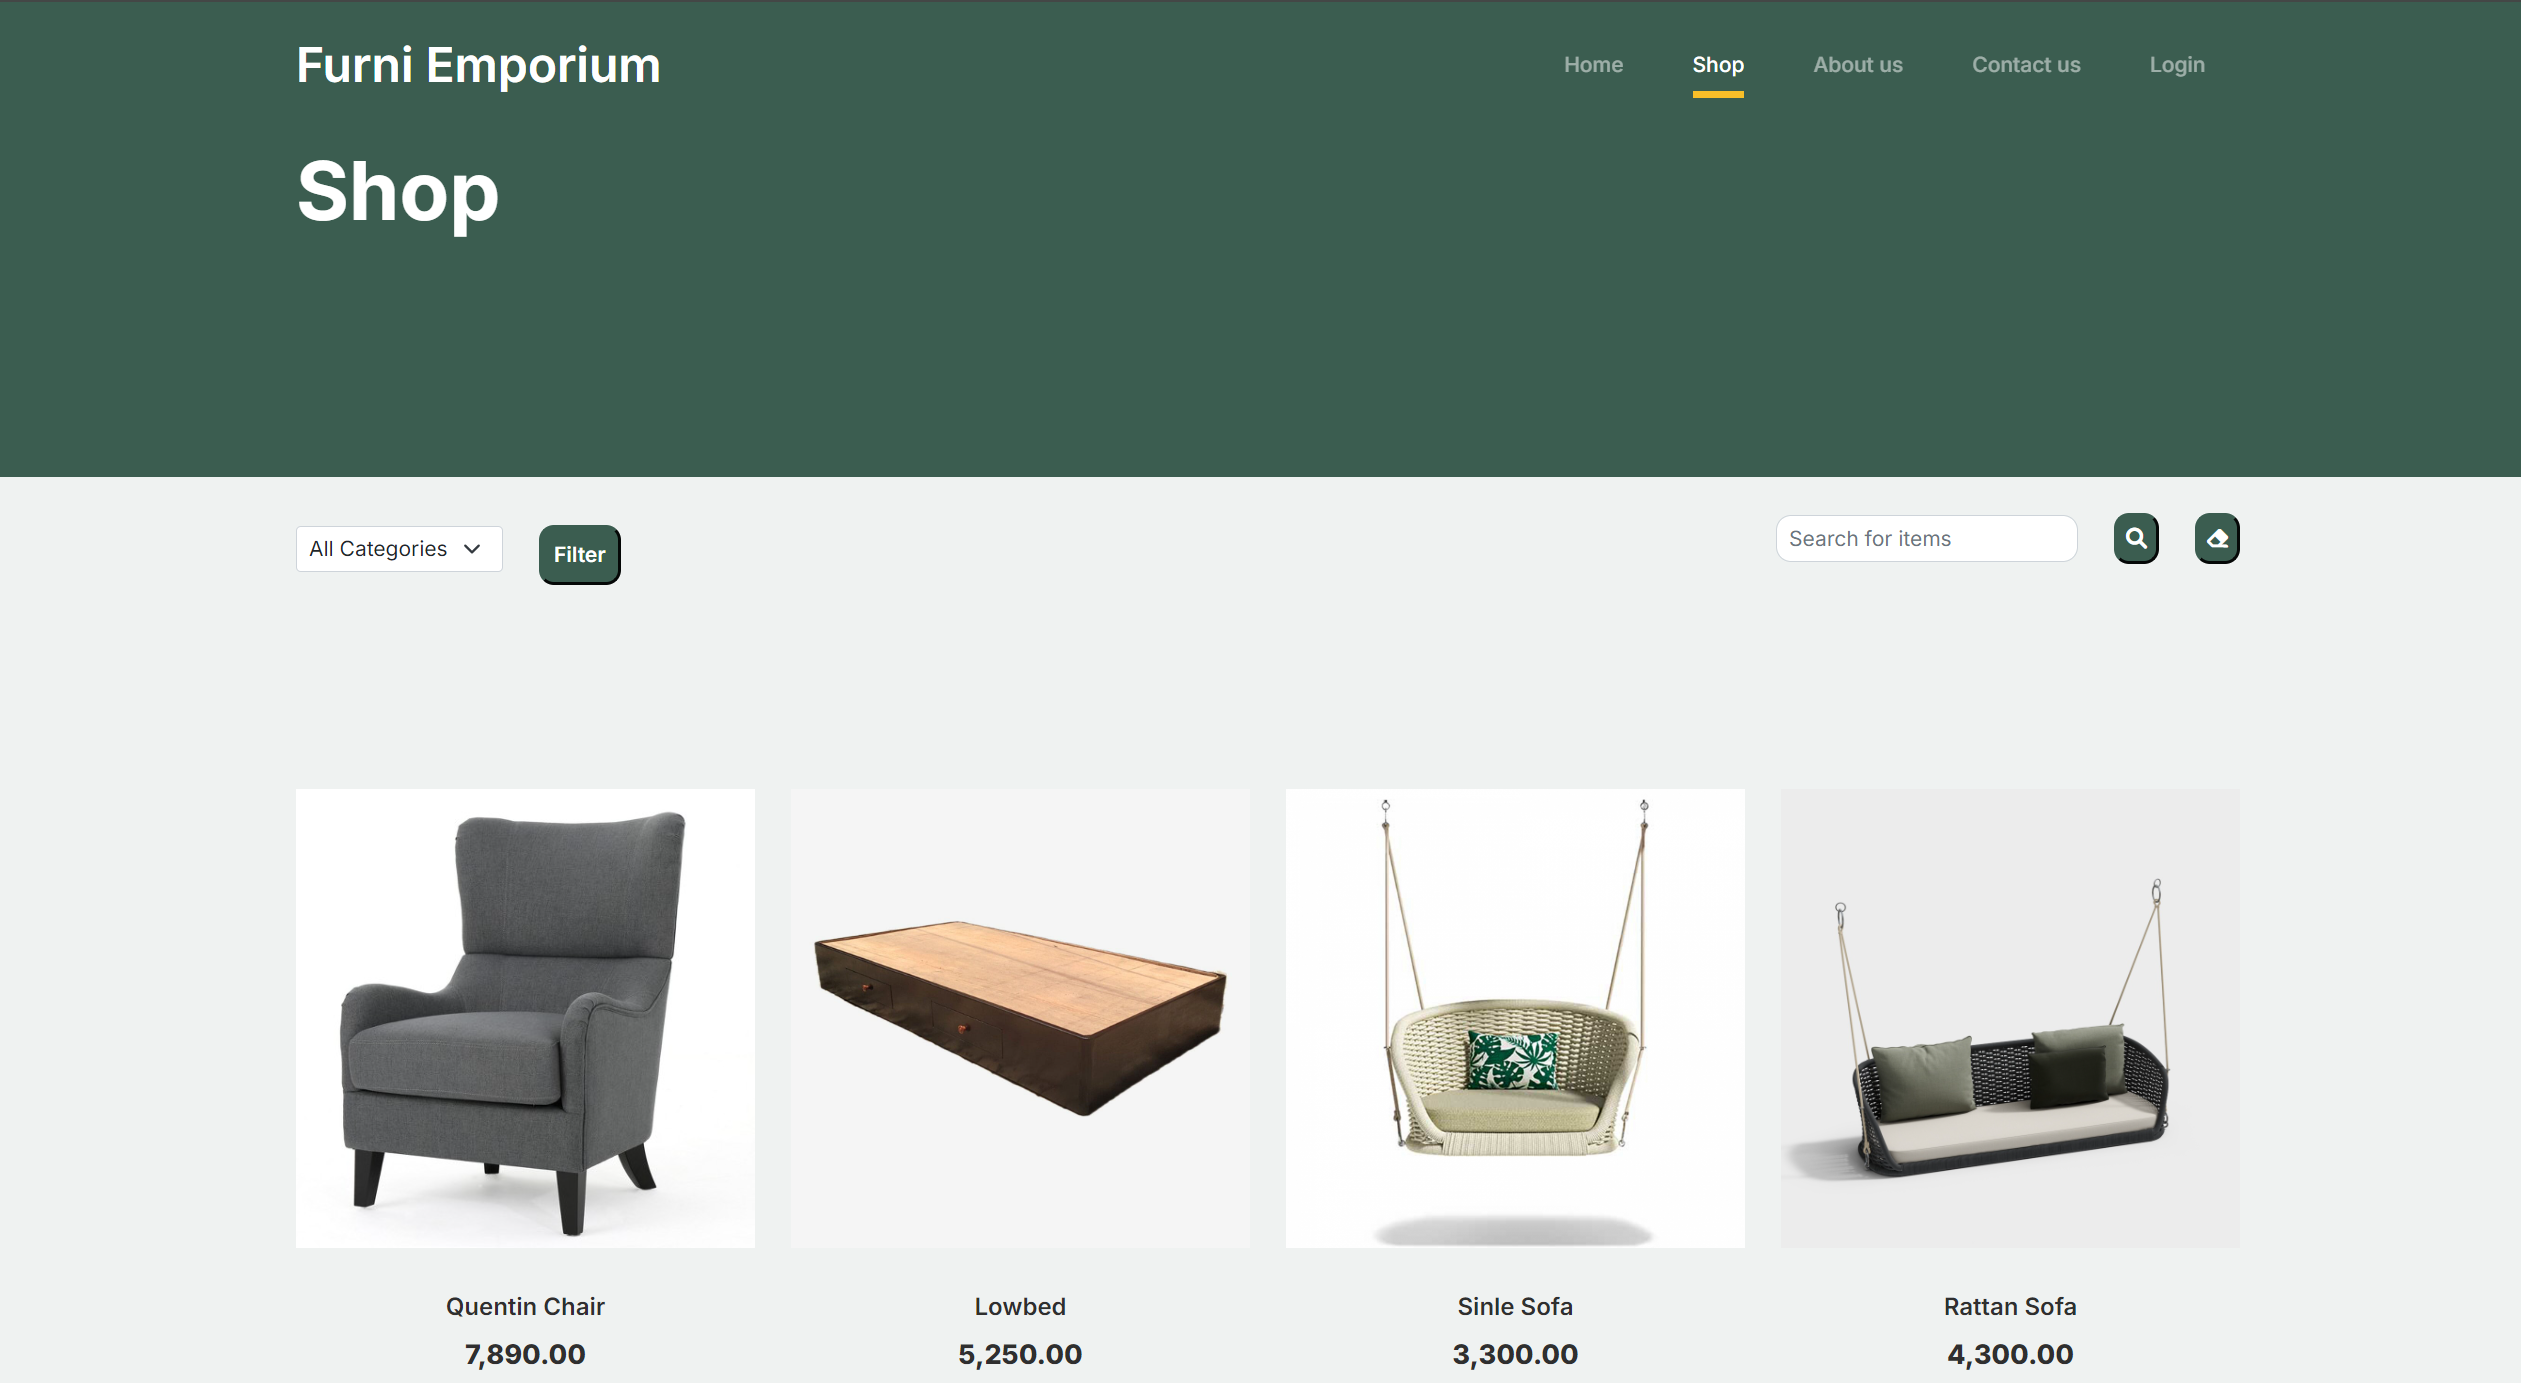 Furni Emporium
Home Shop About us Contact us Login
Shop
All Categories Filter Search for items
Quentin Chair Lowbed Sinle Sofa Rattan Sofa
7,890.00 5,250.00 3,300.00 4,300.00